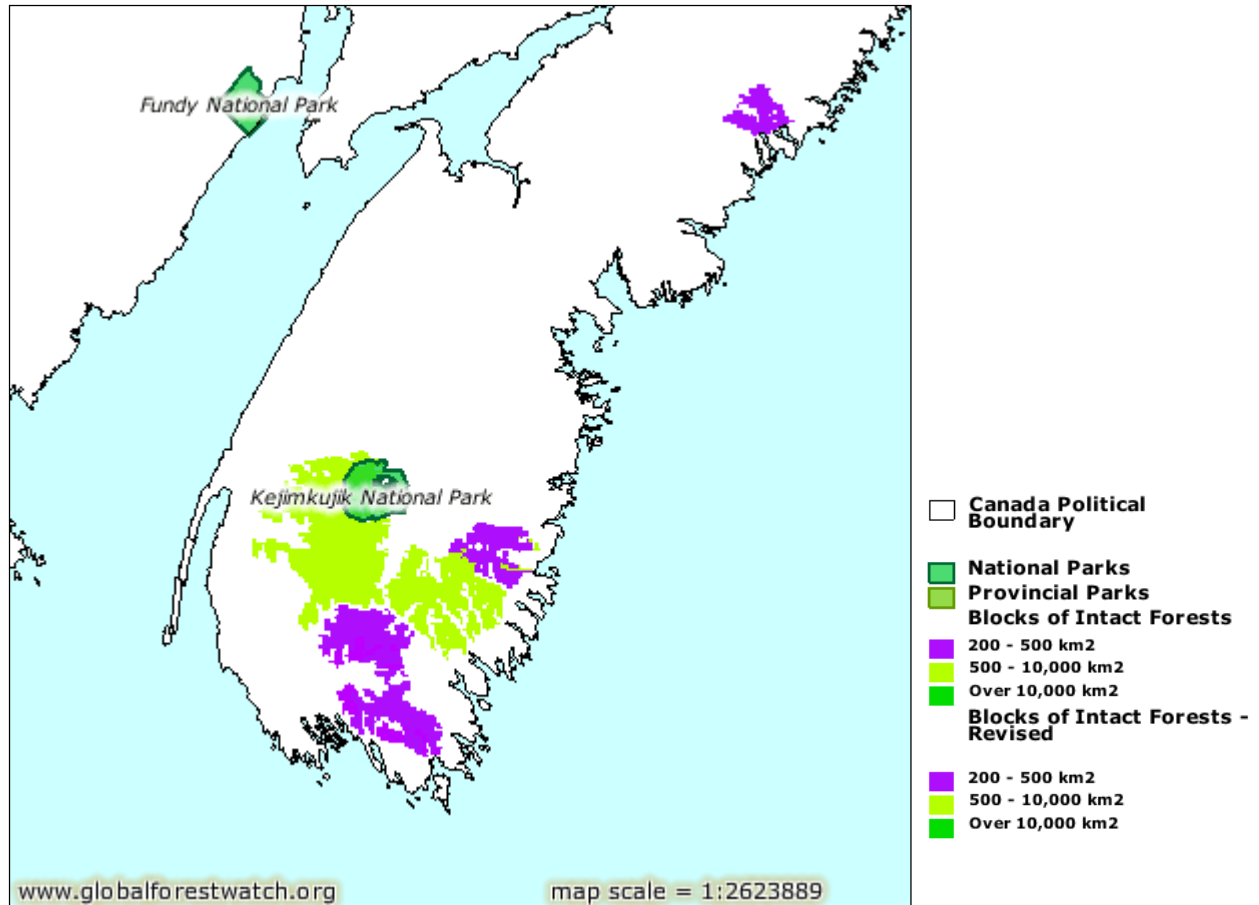 Fundy National Park
Kejimkujik National Park
www.globalforestwatch.org
map scale = 1:2623889
Canada Political
Boundary
National Parks
Provincial Parks
Blocks of Intact Forests
200 - 500 km2
500 - 10,000 km2
Over 10,000 km2
Blocks of Intact Forests -
Revised
200 - 500 km2
500 - 10,000 km2
Over 10,000 km2